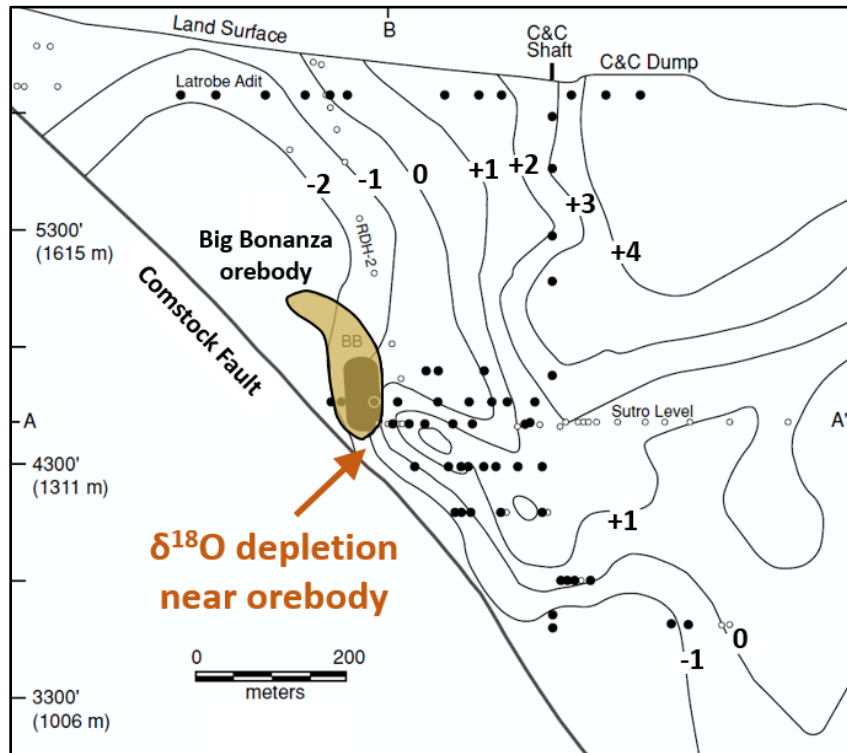 B
Land Surface
C&C
Shaft
C&C Dump
Latrobe Adit
-2
-1
0
+1
+2
+3
+4
5300'
(1615 m)
RDH-2
Big Bonanza
orebody
Comstock Fault
BB
A
Sutro Level
A'
4300'
(1311 m)
+1
δ¹⁸O depletion
near orebody
0
200
meters
-1
0
3300'
(1006 m)